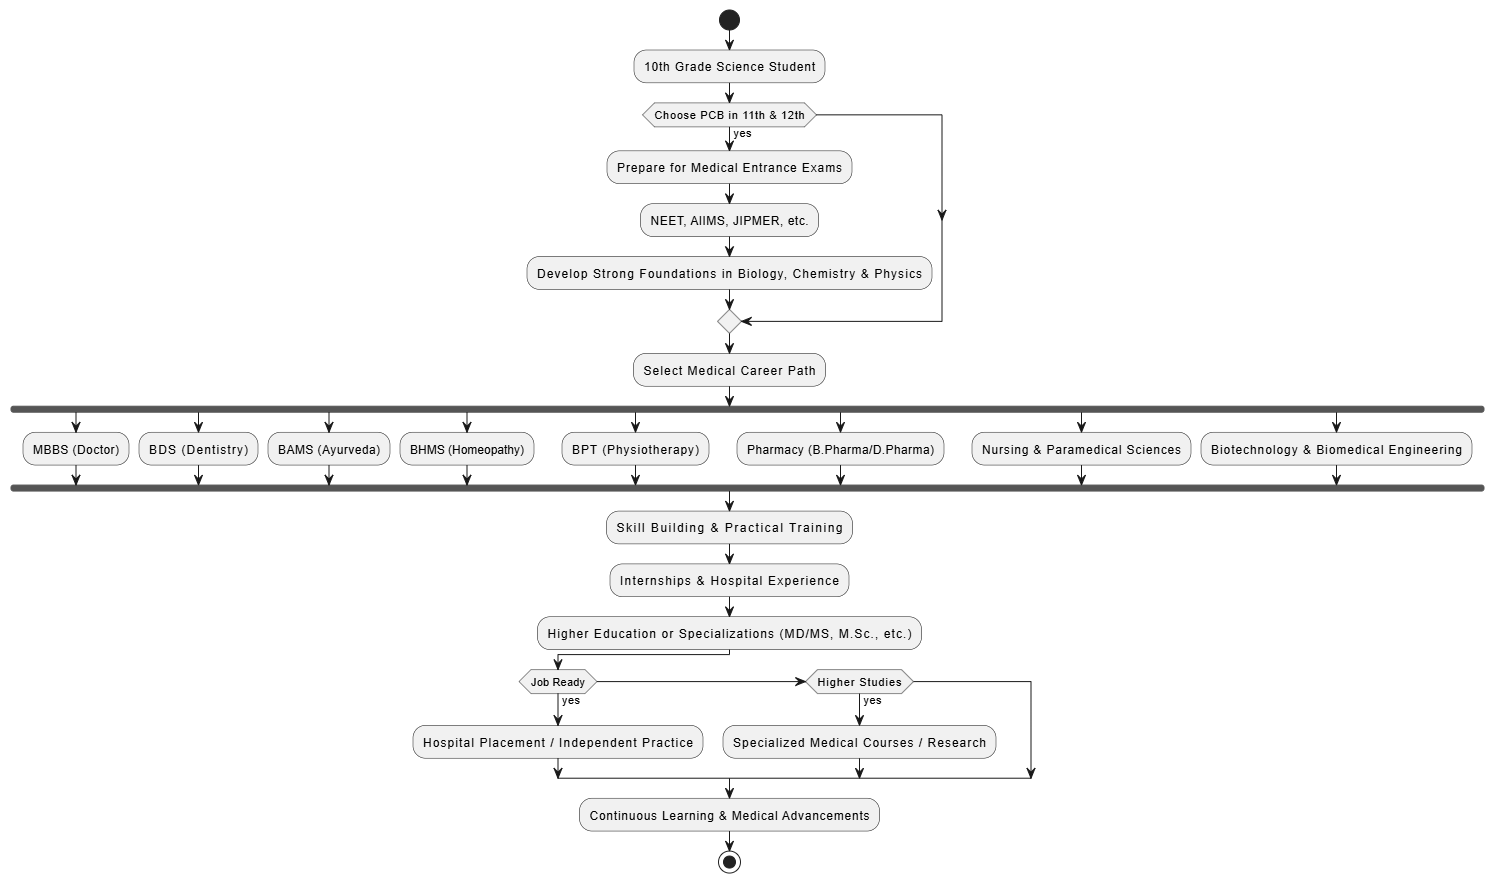 10th Grade Science Student
Choose PCB in 11th & 12th
yes
Prepare for Medical Entrance Exams
NEET, AIIMS, JIPMER, etc.
Develop Strong Foundations in Biology, Chemistry & Physics
Select Medical Career Path
MBBS (Doctor)
BDS (Dentistry)
BAMS (Ayurveda)
BHMS (Homeopathy)
BPT (Physiotherapy)
Pharmacy (B.Pharma/D.Pharma)
Nursing & Paramedical Sciences
Biotechnology & Biomedical Engineering
Skill Building & Practical Training
Internships & Hospital Experience
Higher Education or Specializations (MD/MS, M.Sc., etc.)
Job Ready
Higher Studies
yes
yes
Hospital Placement / Independent Practice
Specialized Medical Courses / Research
Continuous Learning & Medical Advancements